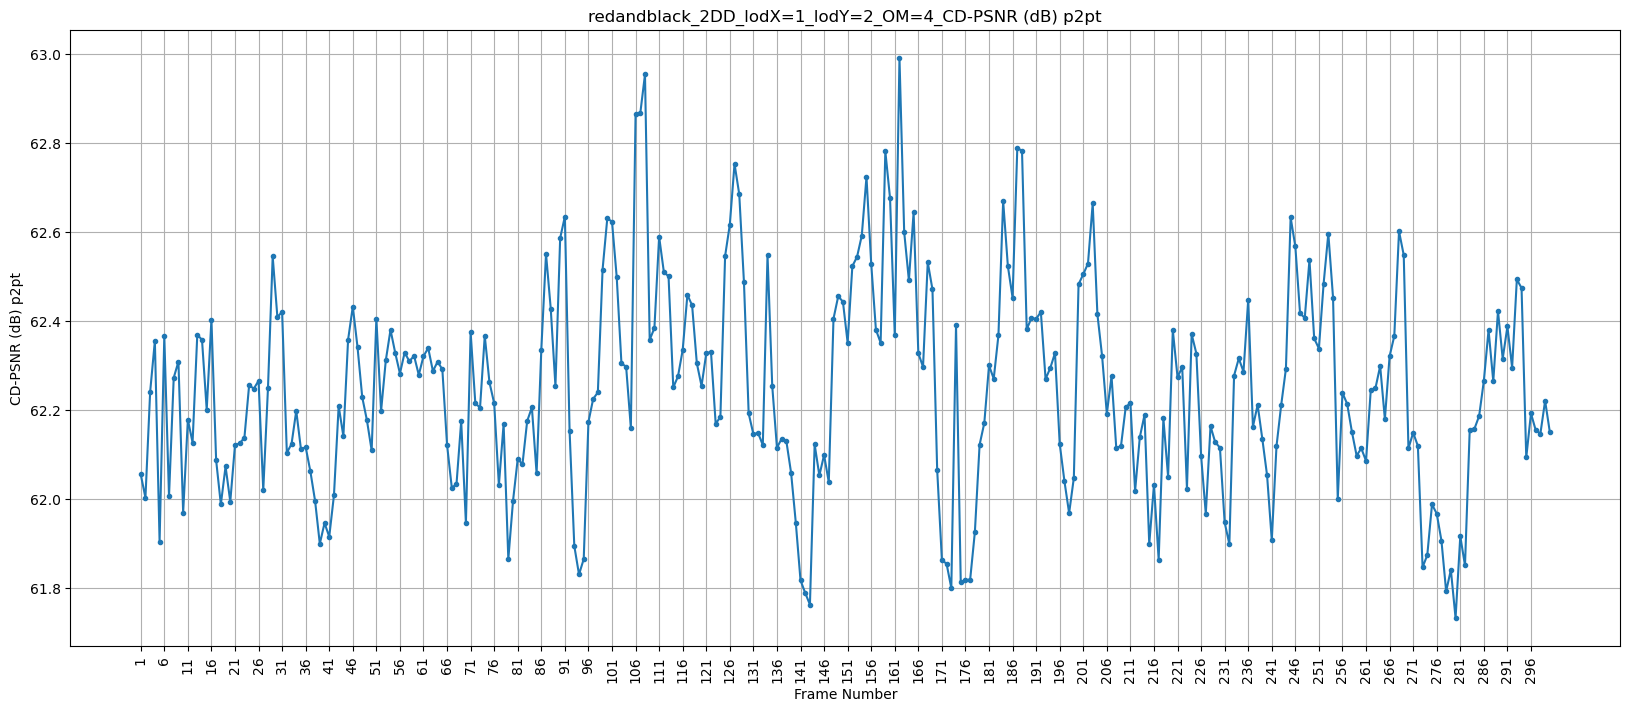 redandblack_2DD_lodX=1_lodY=2_OM=4_CD-PSNR (dB) p2pt
CD-PSNR (dB) p2pt
63.0
62.8
62.6
62.4
62.2
62.0
61.8
1 6 11 16 21 26 31 36 41 46 51 56 61 66 71 76 81 86 91 96 101 106 111 116 121 126 131 136 141 146 151 156 161 166 171 176 181 186 191 196 201 206 211 216 221 226 231 236 241 246 251 256 261 266 271 276 281 286 291 296
Frame Number